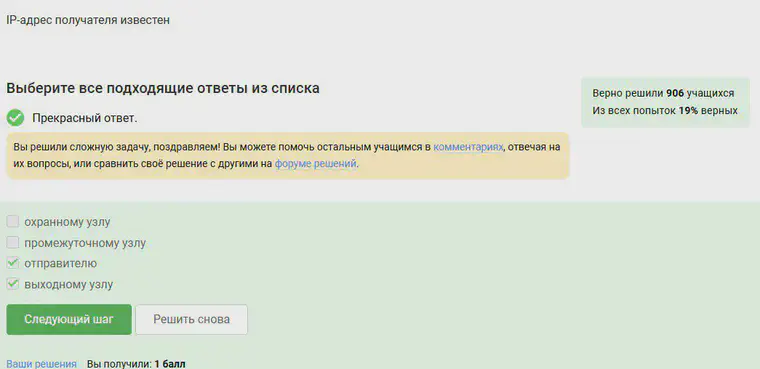 IP-адрес получателя известен
Выберите все подходящие ответы из списка
Верно решили 906 учащихся
Из всех попыток 19% верных
Прекрасный ответ.
Вы решили сложную задачу, поздравляем! Вы можете помочь остальным учащимся в комментариях, отвечая на
их вопросы, или сравнить своё решение с другими на форуме решений.
охранному узлу
промежуточному узлу
отправителю
выходному узлу
Следующий шаг
Решить снова
Ваши решения Вы получили: 1 балл